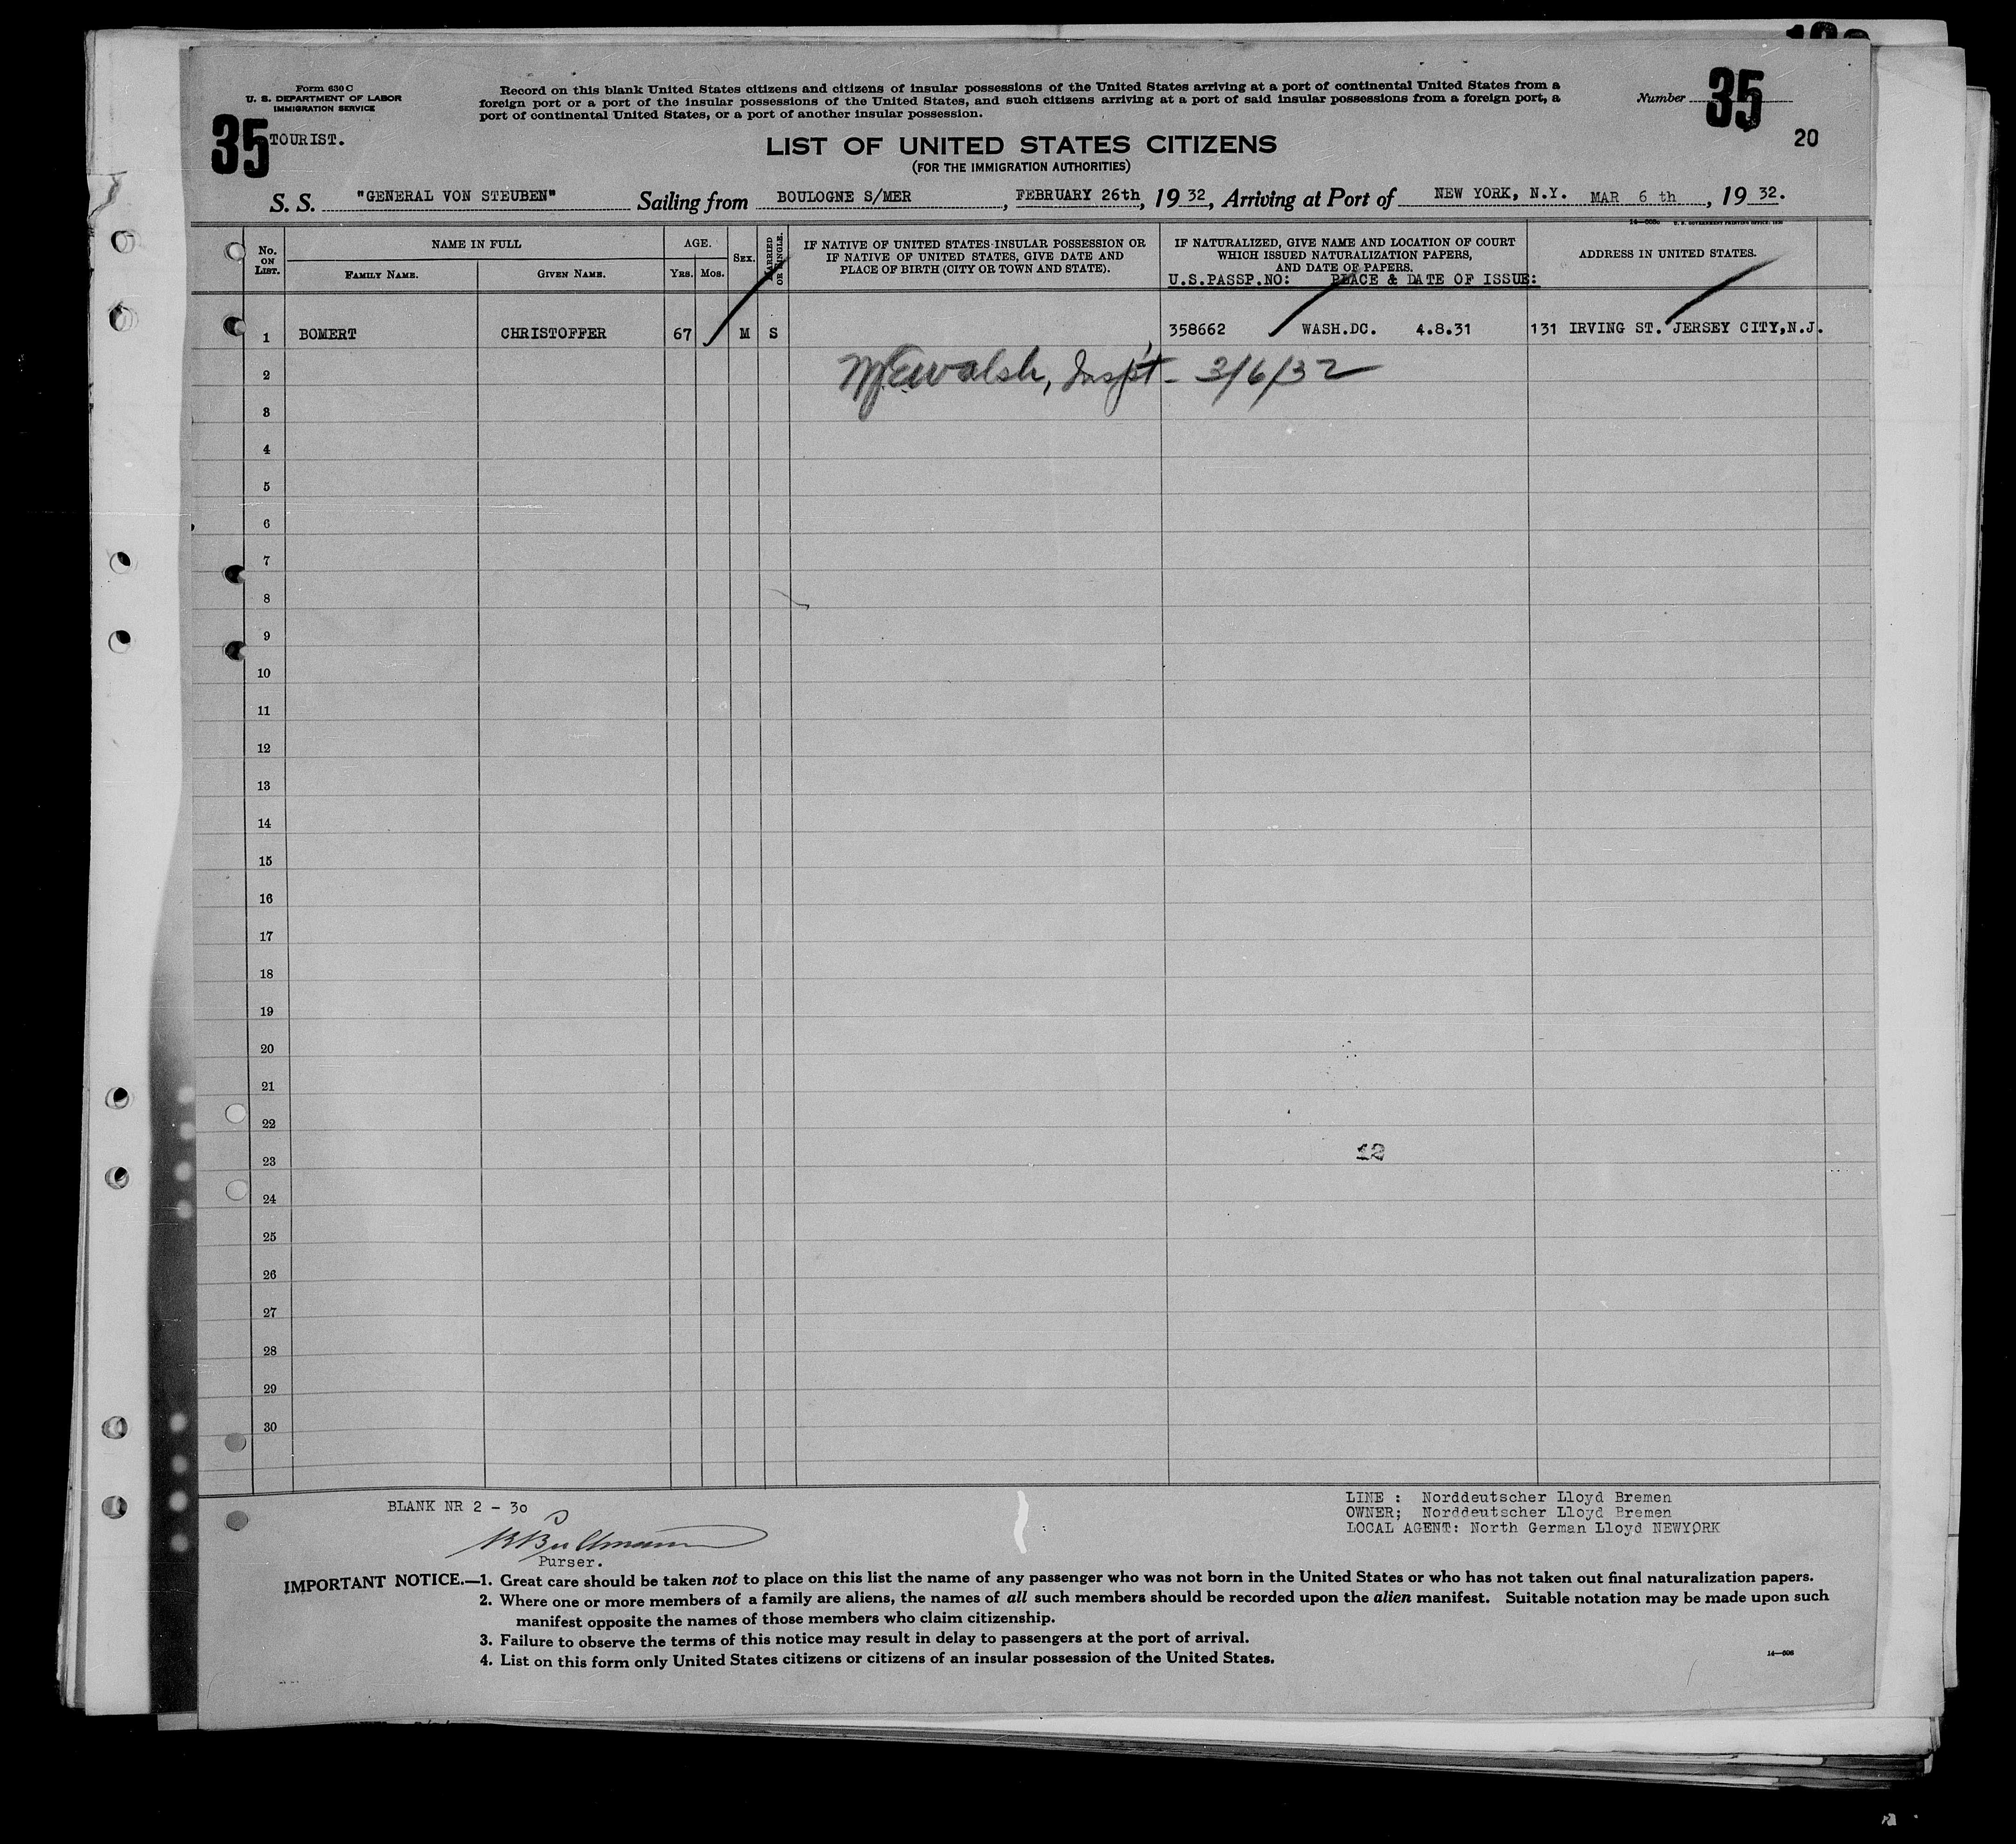 Form 630 C
U. S. DEPARTMENT OF LABOR
IMMIGRATION SERVICE
Record on this blank United States citizens and citizens of insular possessions of the United States arriving at a port of continental United States from a
foreign port or a port of the insular possessions of the United States, and such citizens arriving at a port of said insular possessions from a foreign port, a
port of continental United States, or a port of another insular possession.
Number 35
35 TOURIST.
20
LIST OF UNITED STATES CITIZENS
(FOR THE IMMIGRATION AUTHORITIES)
S. S. "GENERAL VON STEUBEN" Sailing from BOULOGNE S/MER, FEBRUARY 26th, 1932, Arriving at Port of NEW YORK, N.Y. MAR 6 th, 1932.
No. ON LIST.
NAME IN FULL
FAMILY NAME. GIVEN NAME.
AGE.
YRS. MOS.
SEX.
MARRIED OR SINGLE.
IF NATIVE OF UNITED STATES INSULAR POSSESSION OR
IF NATIVE OF UNITED STATES, GIVE DATE AND
PLACE OF BIRTH (CITY OR TOWN AND STATE).
IF NATURALIZED, GIVE NAME AND LOCATION OF COURT
WHICH ISSUED NATURALIZATION PAPERS,
AND DATE OF PAPERS.
U.S.PASSP.NO: PLACE & DATE OF ISSUE:
ADDRESS IN UNITED STATES.
1 BOMERT CHRISTOFFER 67 M S 358662 WASH.DC. 4.8.31 131 IRVING ST. JERSEY CITY,N.J.
2 Walsh, Insp't - 3/6/32
3
4
5
6
7
8
9
10
11
12
13
14
15
16
17
18
19
20
21
22
23 12
24
25
26
27
28
29
30
BLANK NR 2 - 30
Purser.
LINE : Norddeutscher Lloyd Bremen
OWNER; Norddeutscher Lloyd Bremen
LOCAL AGENT: North German Lloyd NEWYORK
IMPORTANT NOTICE.—1. Great care should be taken not to place on this list the name of any passenger who was not born in the United States or who has not taken out final naturalization papers.
2. Where one or more members of a family are aliens, the names of all such members should be recorded upon the alien manifest. Suitable notation may be made upon such
manifest opposite the names of those members who claim citizenship.
3. Failure to observe the terms of this notice may result in delay to passengers at the port of arrival.
4. List on this form only United States citizens or citizens of an insular possession of the United States.
14—606